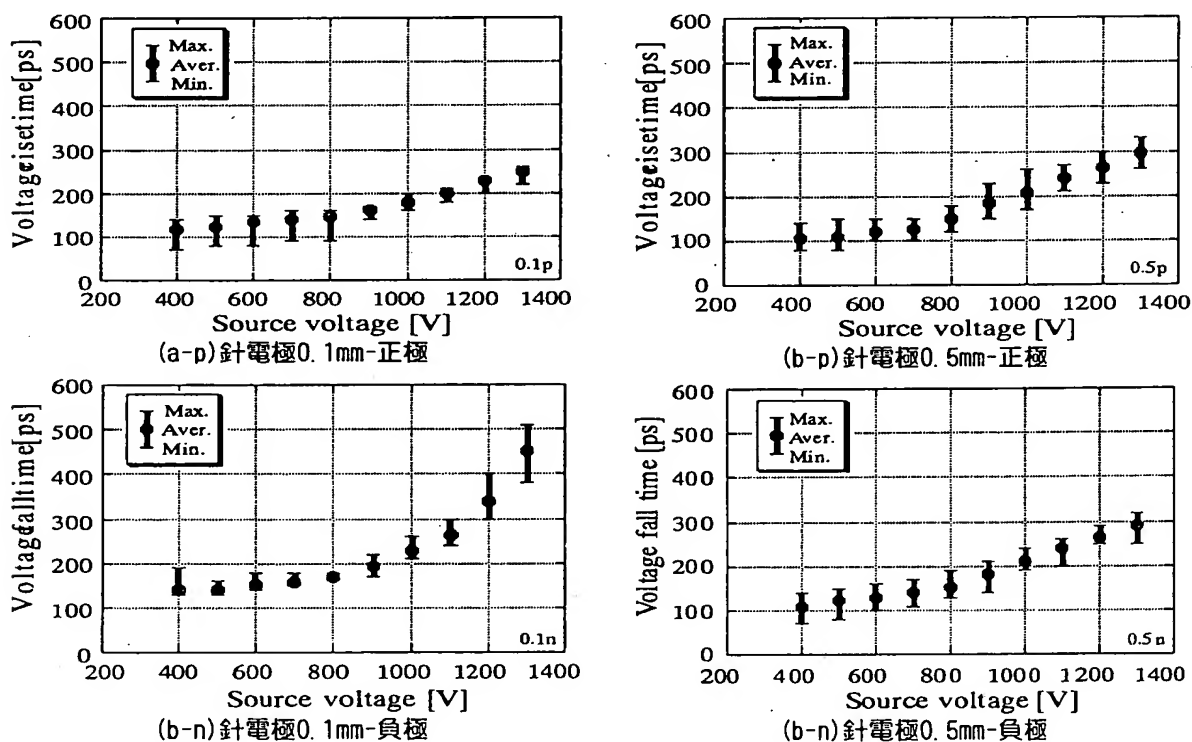 Voltageisetime[ps]
600
500
400
300
200
100
0
Max.
Aver.
Min.
0.1p
200 400 600 800 1000 1200 1400
Source voltage [V]
(a-p)針電極0.1mm-正極
Voltageisetime[ps]
600
500
400
300
200
100
0
Max.
Aver.
Min.
0.5p
200 400 600 800 1000 1200 1400
Source voltage [V]
(b-p)針電極0.5mm-正極
Voltagefalltime[ps]
600
500
400
300
200
100
0
Max.
Aver.
Min.
0.1n
200 400 600 800 1000 1200 1400
Source voltage [V]
(b-n)針電極0.1mm-負極
Voltage fall time [ps]
600
500
400
300
200
100
0
Max.
Aver.
Min.
0.5n
200 400 600 800 1000 1200 1400
Source voltage [V]
(b-n)針電極0.5mm-負極